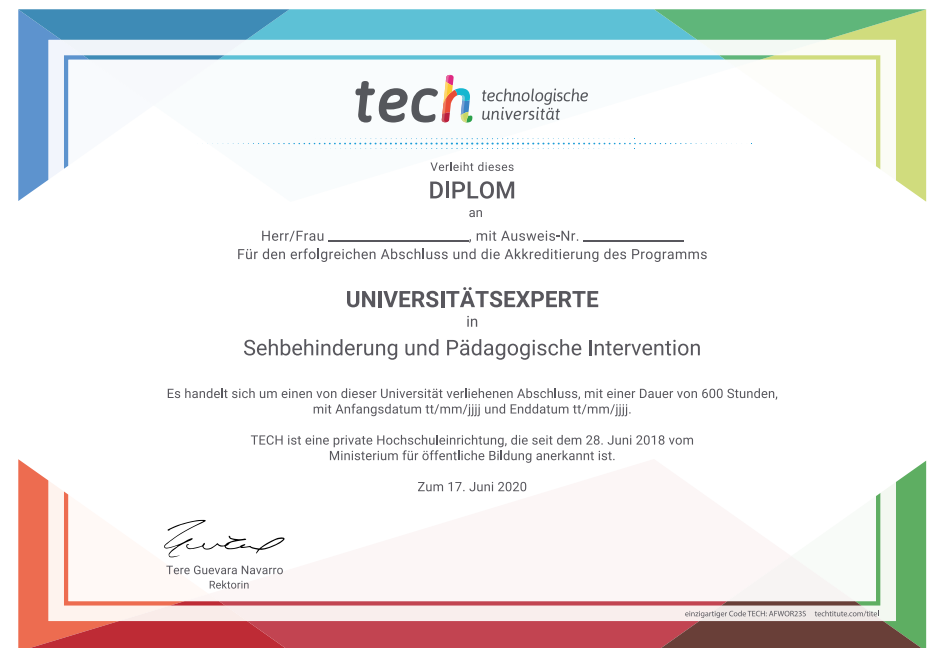 tech technologische
universität
Verleiht dieses
DIPLOM
an
Herr/Frau ____________________, mit Ausweis-Nr. ______________
Für den erfolgreichen Abschluss und die Akkreditierung des Programms
UNIVERSITÄTSEXPERTE
in
Sehbehinderung und Pädagogische Intervention
Es handelt sich um einen von dieser Universität verliehenen Abschluss, mit einer Dauer von 600 Stunden,
mit Anfangsdatum tt/mm/jjjj und Enddatum tt/mm/jjjj.
TECH ist eine private Hochschuleinrichtung, die seit dem 28. Juni 2018 vom
Ministerium für öffentliche Bildung anerkannt ist.
Zum 17. Juni 2020
Tere Guevara Navarro
Rektorin
einzigartiger Code TECH: AFWOR23S techtitute.com/titel